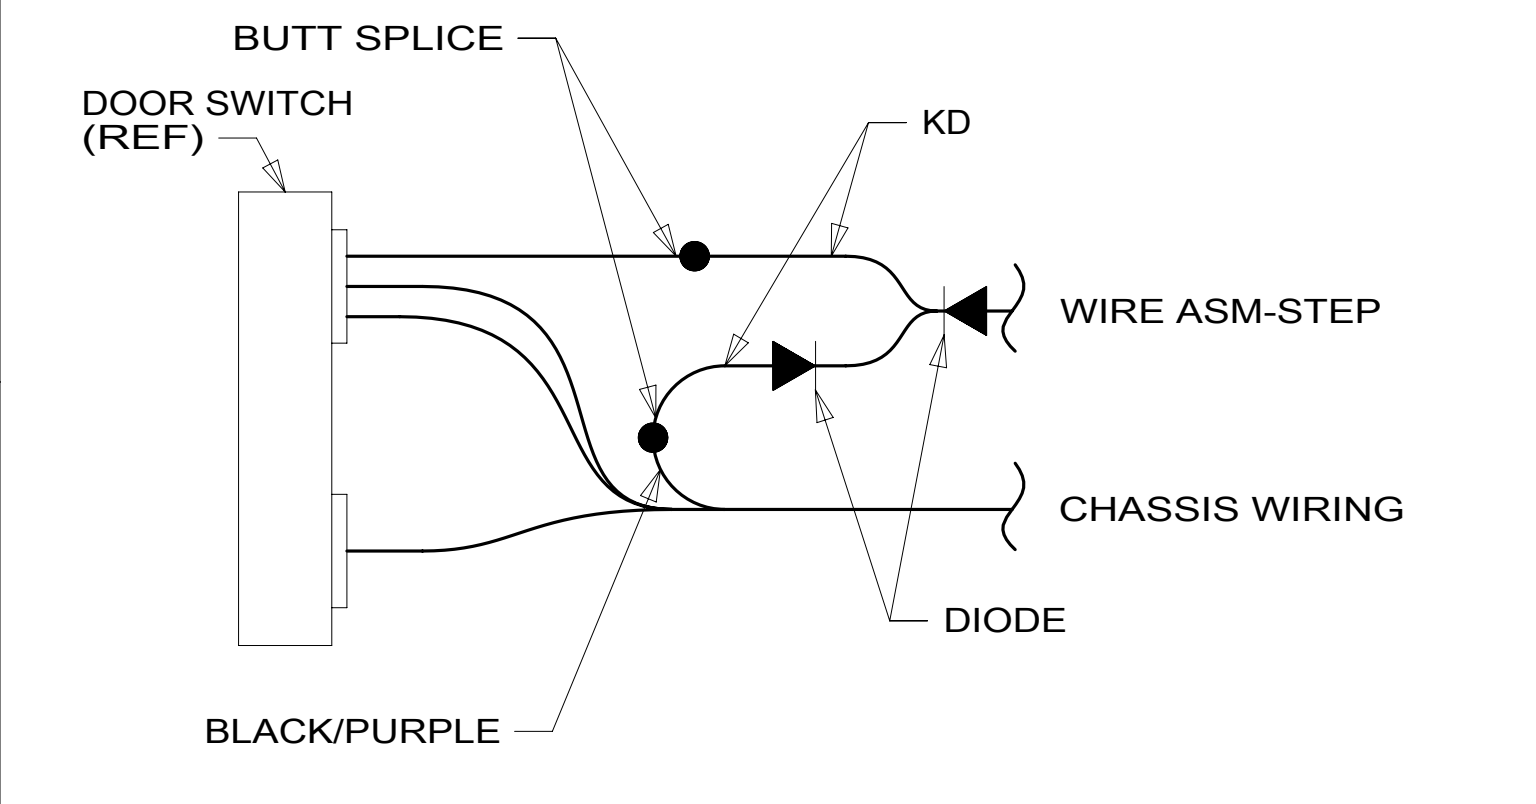 BUTT SPLICE
DOOR SWITCH
(REF)
KD
WIRE ASM-STEP
CHASSIS WIRING
DIODE
BLACK/PURPLE